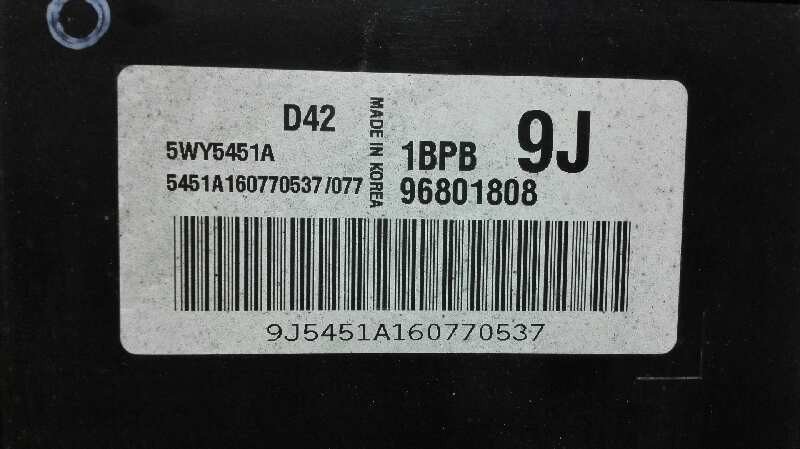 D42
5WY5451A
5451A160770537/077
MADE IN KOREA
1BPB 9J
96801808
9J5451A160770537